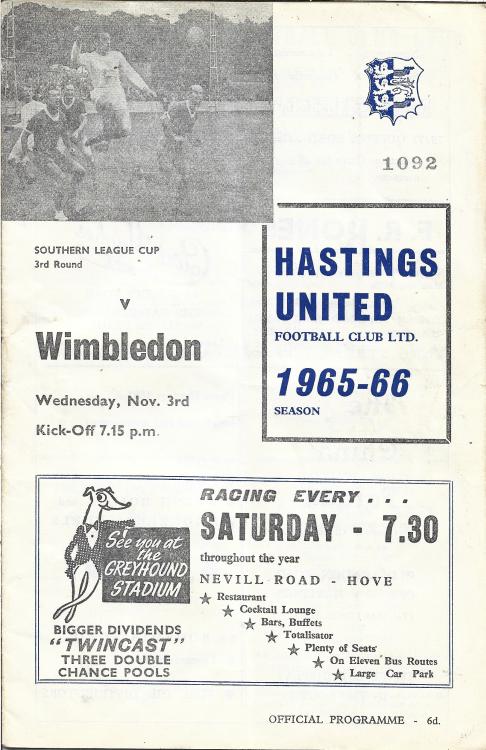 1092
SOUTHERN LEAGUE CUP
3rd Round
v
Wimbledon
Wednesday, Nov. 3rd
Kick-Off 7.15 p.m.
HASTINGS
UNITED
FOOTBALL CLUB LTD.
1965-66
SEASON
See you at
the
GREYHOUND
STADIUM
BIGGER DIVIDENDS
"TWINCAST"
THREE DOUBLE
CHANCE POOLS
RACING EVERY . . .
SATURDAY - 7.30
throughout the year
NEVILL ROAD - HOVE
Restaurant
Cocktail Lounge
Bars, Buffets
Totalisator
Plenty of Seats
On Eleven Bus Routes
Large Car Park
OFFICIAL PROGRAMME - 6d.